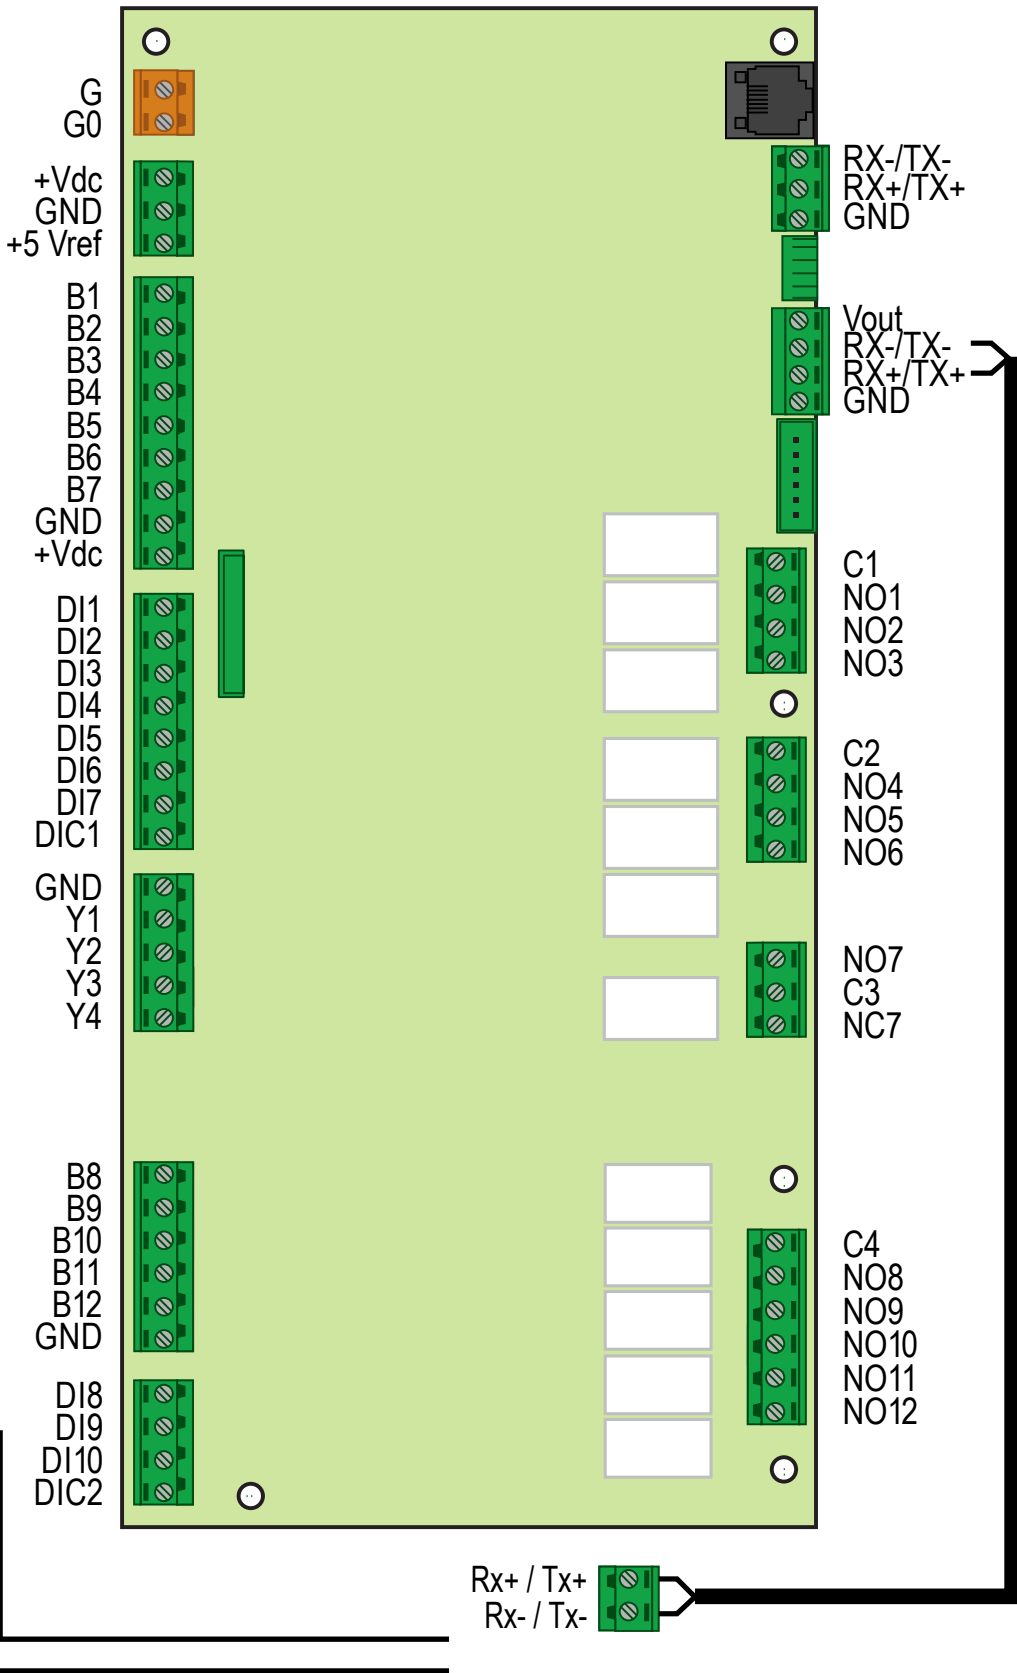 G
G0
+Vdc
GND
+5 Vref
B1
B2
B3
B4
B5
B6
B7
GND
+Vdc
DI1
DI2
DI3
DI4
DI5
DI6
DI7
DIC1
GND
Y1
Y2
Y3
Y4
B8
B9
B10
B11
B12
GND
DI8
DI9
DI10
DIC2
RX-/TX-
RX+/TX+
GND
Vout
RX-/TX-
RX+/TX+
GND
C1
NO1
NO2
NO3
C2
NO4
NO5
NO6
NO7
C3
NC7
C4
NO8
NO9
NO10
NO11
NO12
Rx+ / Tx+
Rx- / Tx-